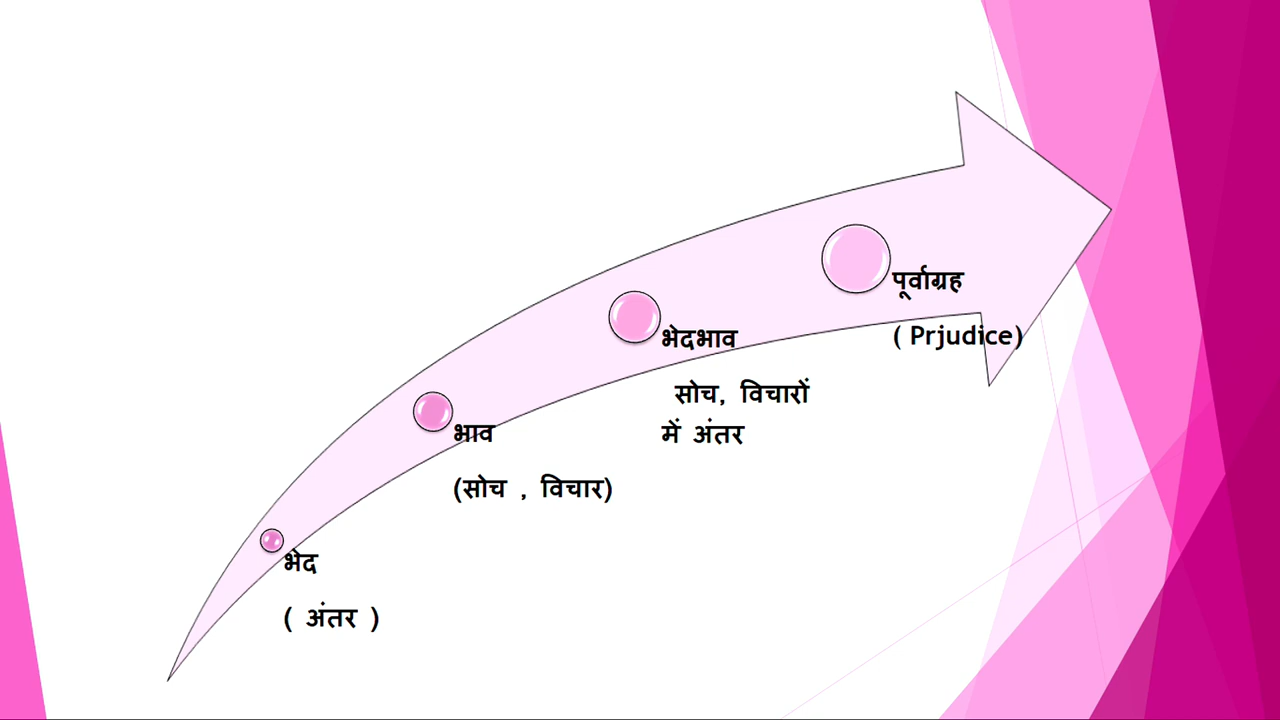 भेद
( अंतर )
भाव
(सोच , विचार)
भेदभाव
सोच, विचारों
में अंतर
पूर्वाग्रह
( Prjudice)